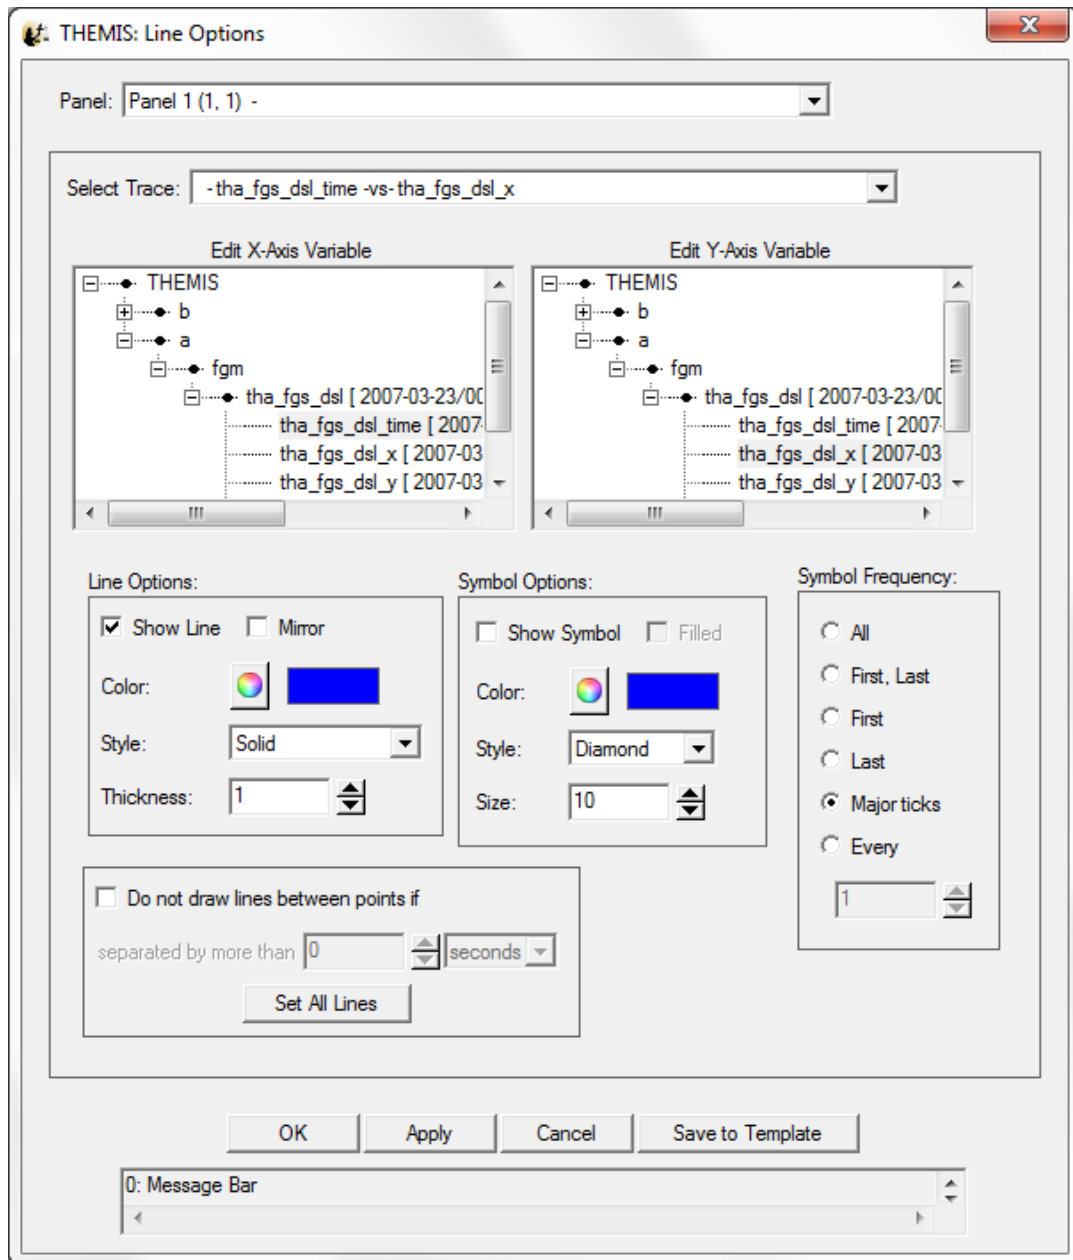 THEMIS: Line Options
Panel: Panel 1 (1, 1) -
Select Trace: - tha_fgs_dsl_time -vs- tha_fgs_dsl_x
Edit X-Axis Variable
THEMIS
b
a
fgm
tha_fgs_dsl [ 2007-03-23/00
tha_fgs_dsl_time [ 2007-
tha_fgs_dsl_x [ 2007-03
tha_fgs_dsl_y [ 2007-03
Edit Y-Axis Variable
THEMIS
b
a
fgm
tha_fgs_dsl [ 2007-03-23/00
tha_fgs_dsl_time [ 2007-
tha_fgs_dsl_x [ 2007-03
tha_fgs_dsl_y [ 2007-03
Line Options:
Show Line Mirror
Color:
Style: Solid
Thickness: 1
Symbol Options:
Show Symbol Filled
Color:
Style: Diamond
Size: 10
Symbol Frequency:
All
First, Last
First
Last
Major ticks
Every
1
Do not draw lines between points if
separated by more than 0 seconds
Set All Lines
OK Apply Cancel Save to Template
0: Message Bar